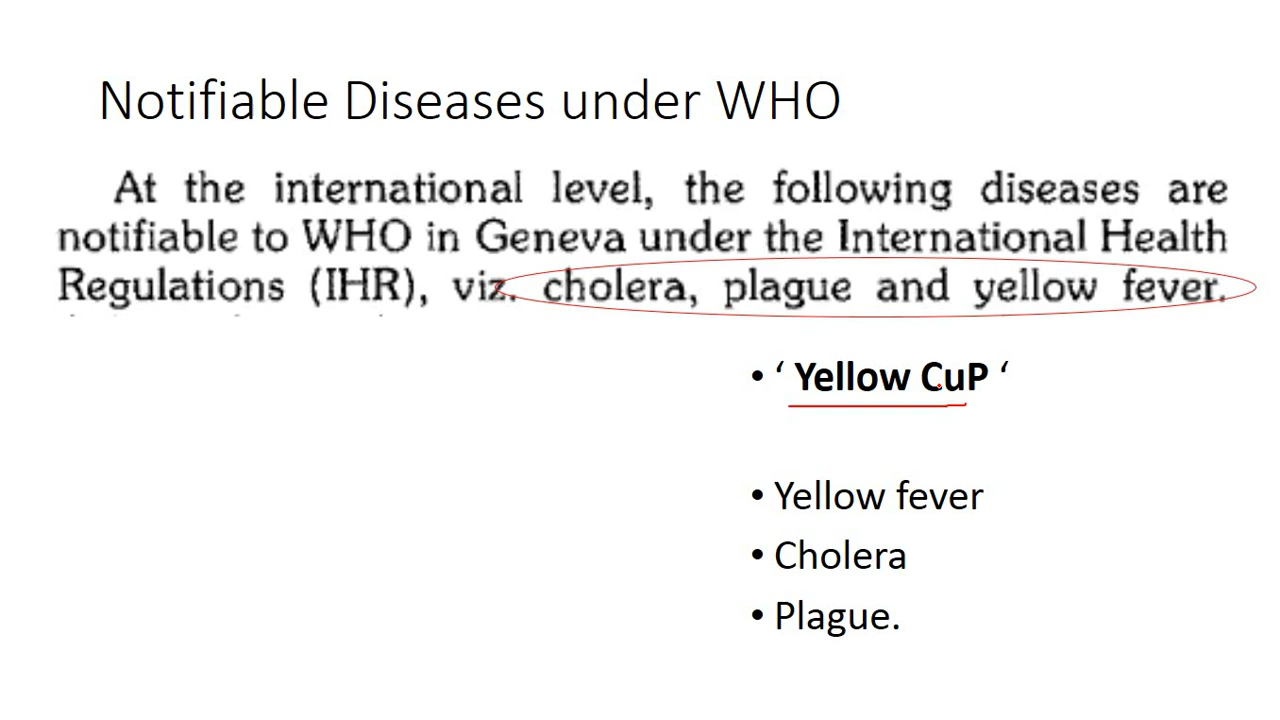 Notifiable Diseases under WHO
At the international level, the following diseases are
notifiable to WHO in Geneva under the International Health
Regulations (IHR), viz. cholera, plague and yellow fever.
• ‘ Yellow CuP ‘
• Yellow fever
• Cholera
• Plague.